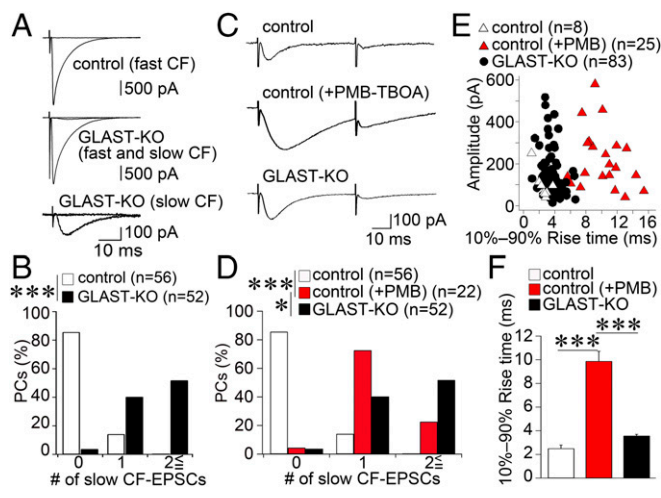 A
control (fast CF)
500 pA
GLAST-KO
(fast and slow CF)
500 pA
GLAST-KO (slow CF)
100 pA
10 ms
B
control (n=56)
GLAST-KO (n=52)
***
PCs (%)
100
80
60
40
20
0
0 1 2≦
# of slow CF-EPSCs
C
control
control (+PMB-TBOA)
GLAST-KO
100 pA
10 ms
D
control (n=56)
control (+PMB) (n=22)
GLAST-KO (n=52)
***
*
PCs (%)
100
80
60
40
20
0
0 1 2≦
# of slow CF-EPSCs
E
control (n=8)
control (+PMB) (n=25)
GLAST-KO (n=83)
Amplitude (pA)
600
400
200
0
0 4 8 12 16
10%–90% Rise time (ms)
F
control
control (+PMB)
GLAST-KO
*** ***
10%–90% Rise time (ms)
12
9
6
3
0